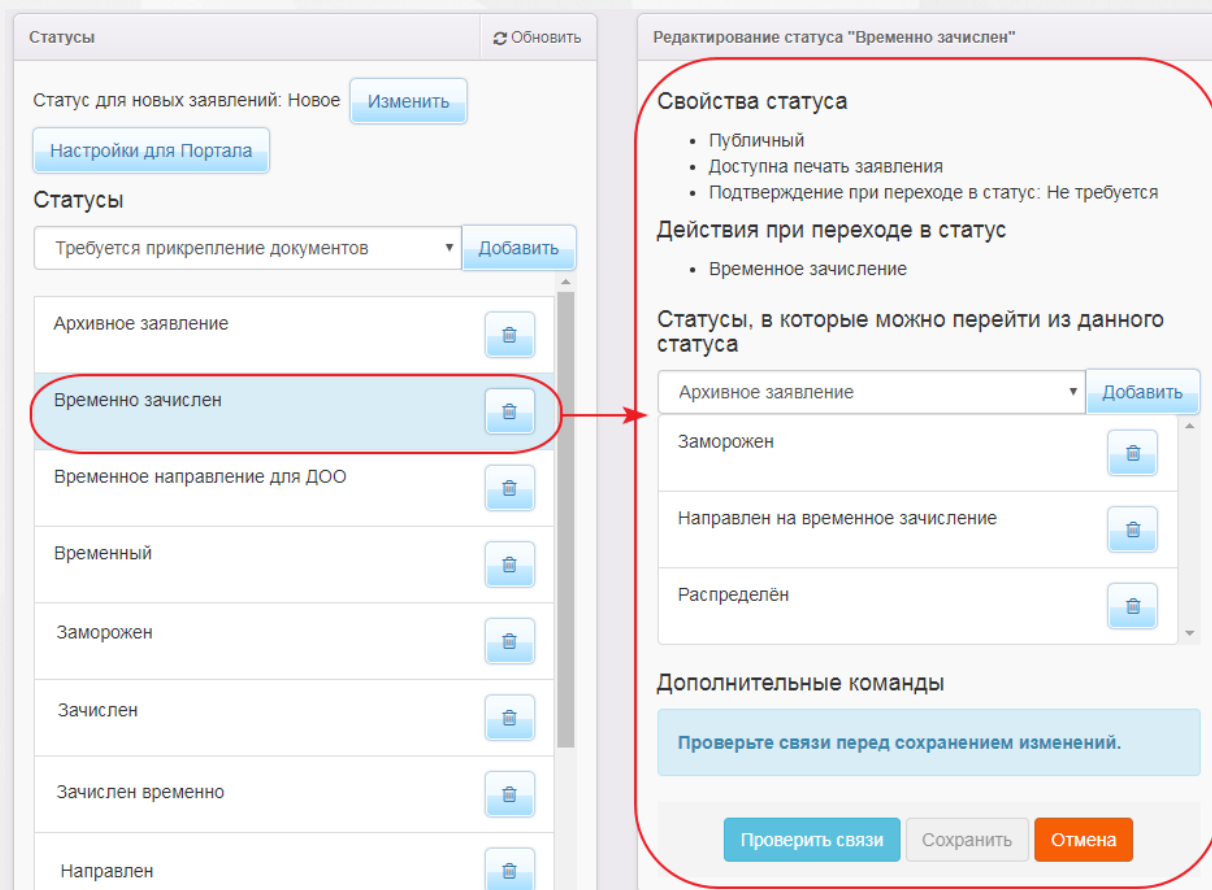 Статусы
Обновить
Статус для новых заявлений: Новое
Изменить
Настройки для Портала
Статусы
Требуется прикрепление документов
Добавить
Архивное заявление
Временно зачислен
Временное направление для ДОО
Временный
Заморожен
Зачислен
Зачислен временно
Направлен
Редактирование статуса "Временно зачислен"
Свойства статуса
• Публичный
• Доступна печать заявления
• Подтверждение при переходе в статус: Не требуется
Действия при переходе в статус
• Временное зачисление
Статусы, в которые можно перейти из данного
статуса
Архивное заявление
Добавить
Заморожен
Направлен на временное зачисление
Распределён
Дополнительные команды
Проверьте связи перед сохранением изменений.
Проверить связи
Сохранить
Отмена